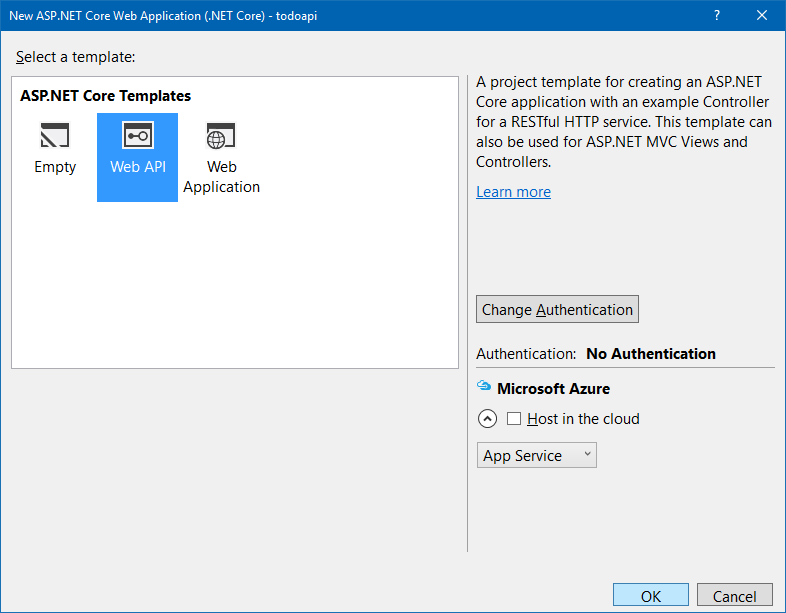 New ASP.NET Core Web Application (.NET Core) - todoapi
?
Select a template:
ASP.NET Core Templates
Empty
Web API
Web
Application
A project template for creating an ASP.NET
Core application with an example Controller
for a RESTful HTTP service. This template can
also be used for ASP.NET MVC Views and
Controllers.
Learn more
Change Authentication
Authentication: No Authentication
Microsoft Azure
Host in the cloud
App Service
OK
Cancel